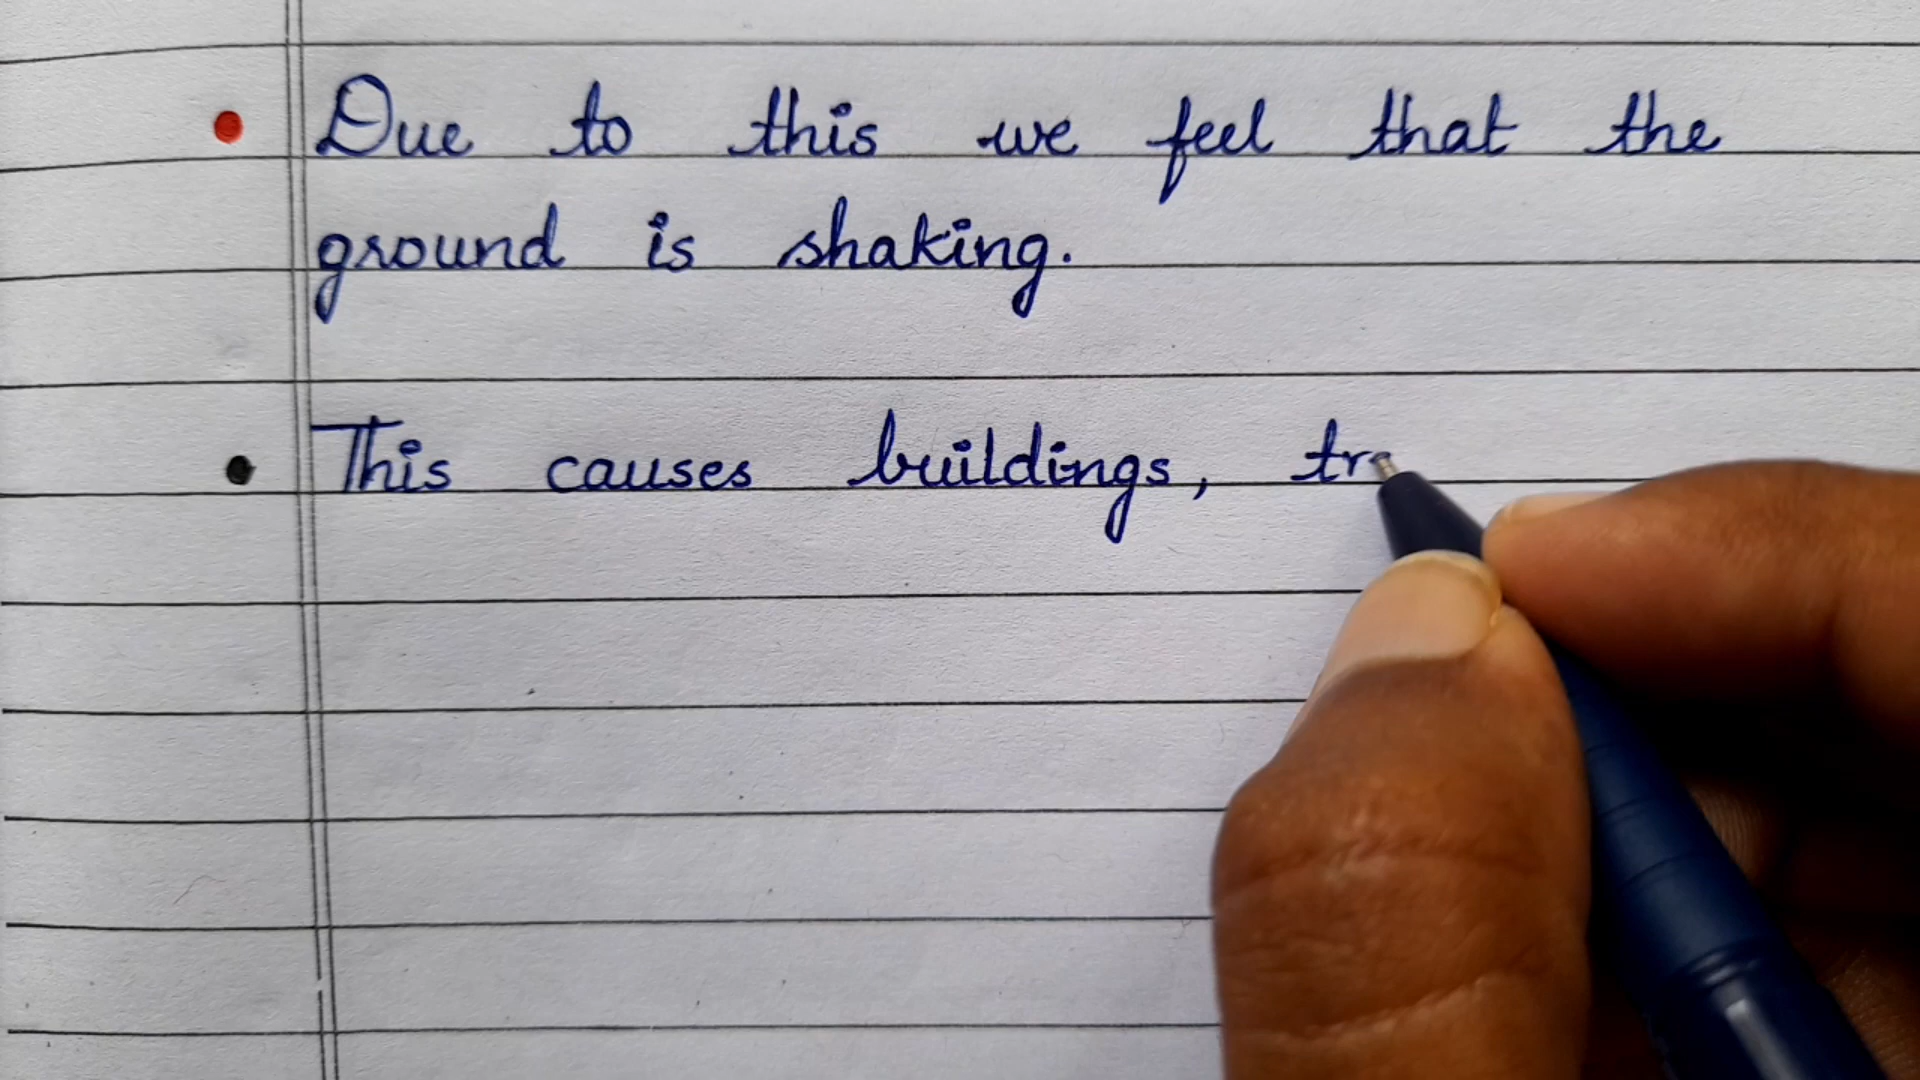 Due to this we feel that the
ground is shaking.
This causes buildings,